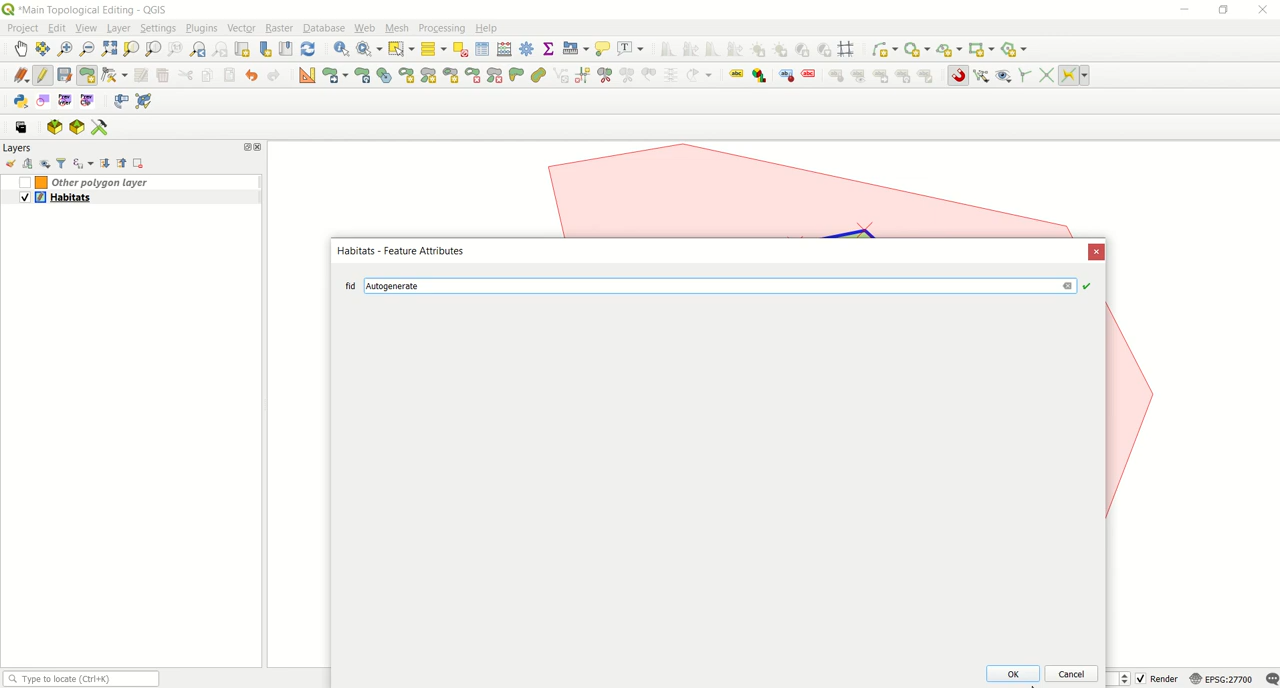 *Main Topological Editing - QGIS
Project Edit View Layer Settings Plugins Vector Raster Database Web Mesh Processing Help
Layers
Other polygon layer
Habitats
Habitats - Feature Attributes
fid Autogenerate
OK Cancel
Type to locate (Ctrl+K) Render EPSG:27700